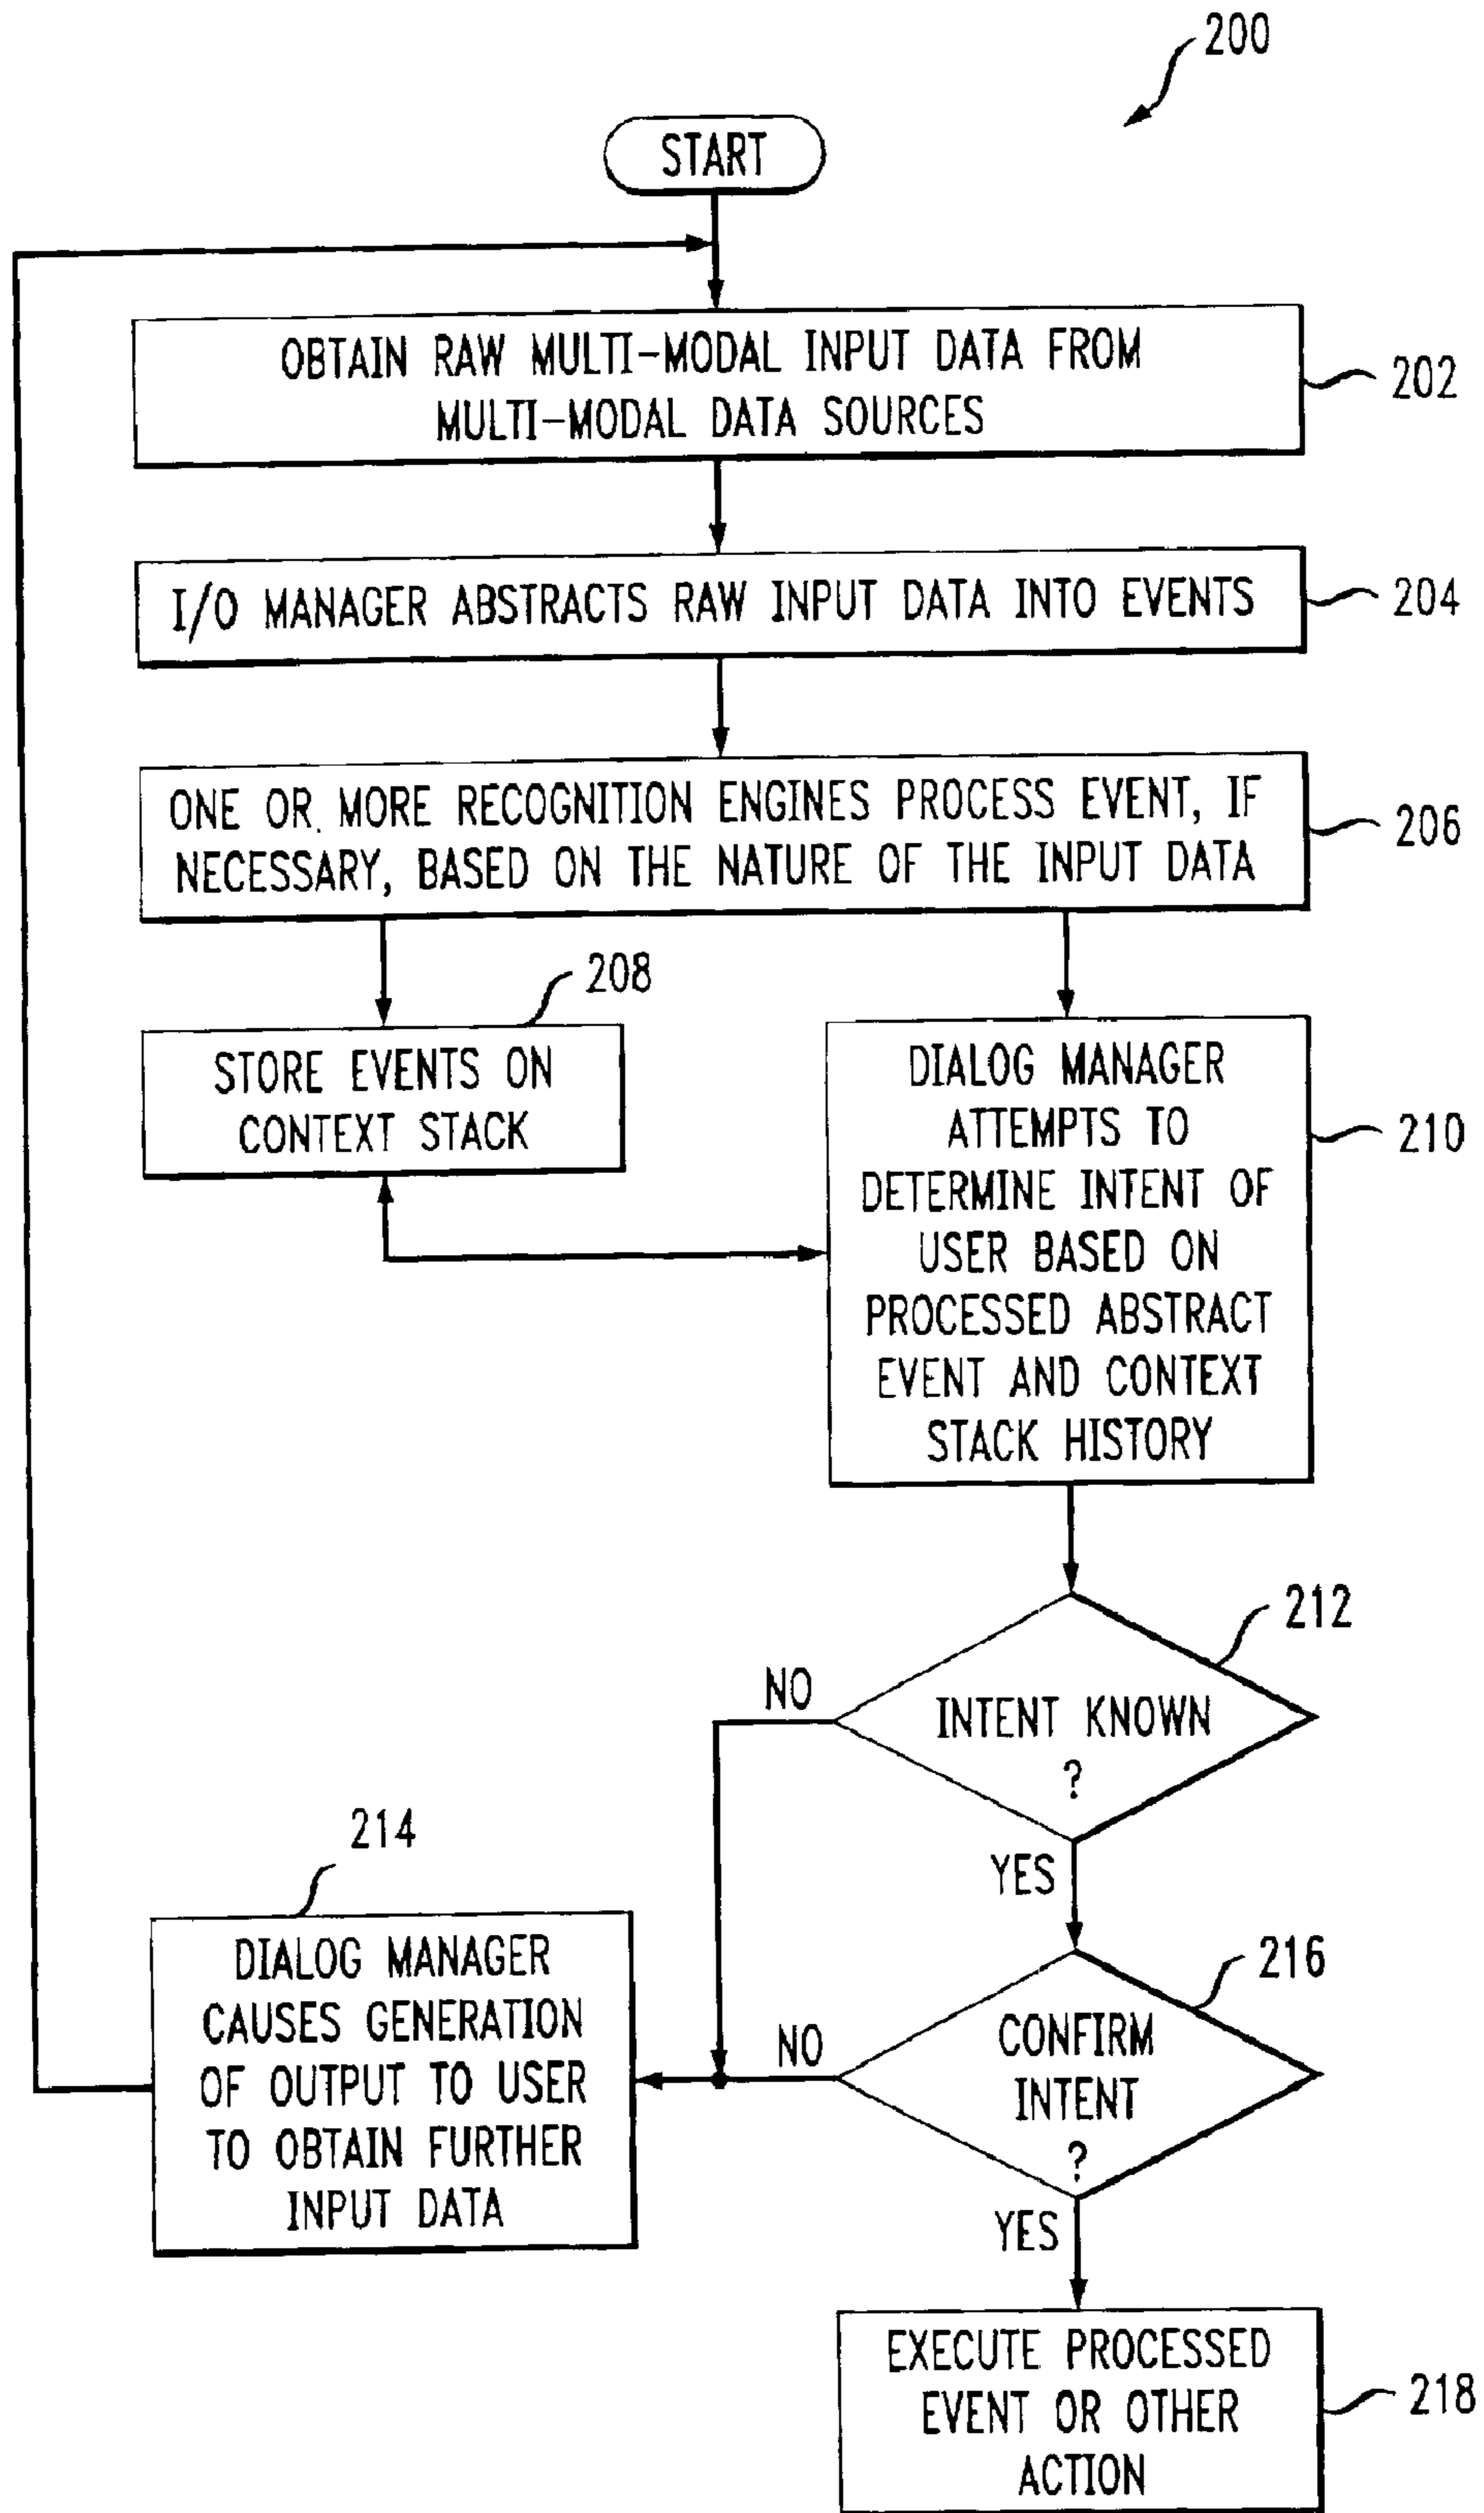 200
START
OBTAIN RAW MULTI-MODAL INPUT DATA FROM
MULTI-MODAL DATA SOURCES
202
I/O MANAGER ABSTRACTS RAW INPUT DATA INTO EVENTS
204
ONE OR MORE RECOGNITION ENGINES PROCESS EVENT, IF
NECESSARY, BASED ON THE NATURE OF THE INPUT DATA
206
208
STORE EVENTS ON
CONTEXT STACK
DIALOG MANAGER
ATTEMPTS TO
DETERMINE INTENT OF
USER BASED ON
PROCESSED ABSTRACT
EVENT AND CONTEXT
STACK HISTORY
210
212
NO
INTENT KNOWN
?
YES
214
DIALOG MANAGER
CAUSES GENERATION
OF OUTPUT TO USER
TO OBTAIN FURTHER
INPUT DATA
216
NO
CONFIRM
INTENT
?
YES
EXECUTE PROCESSED
EVENT OR OTHER
ACTION
218